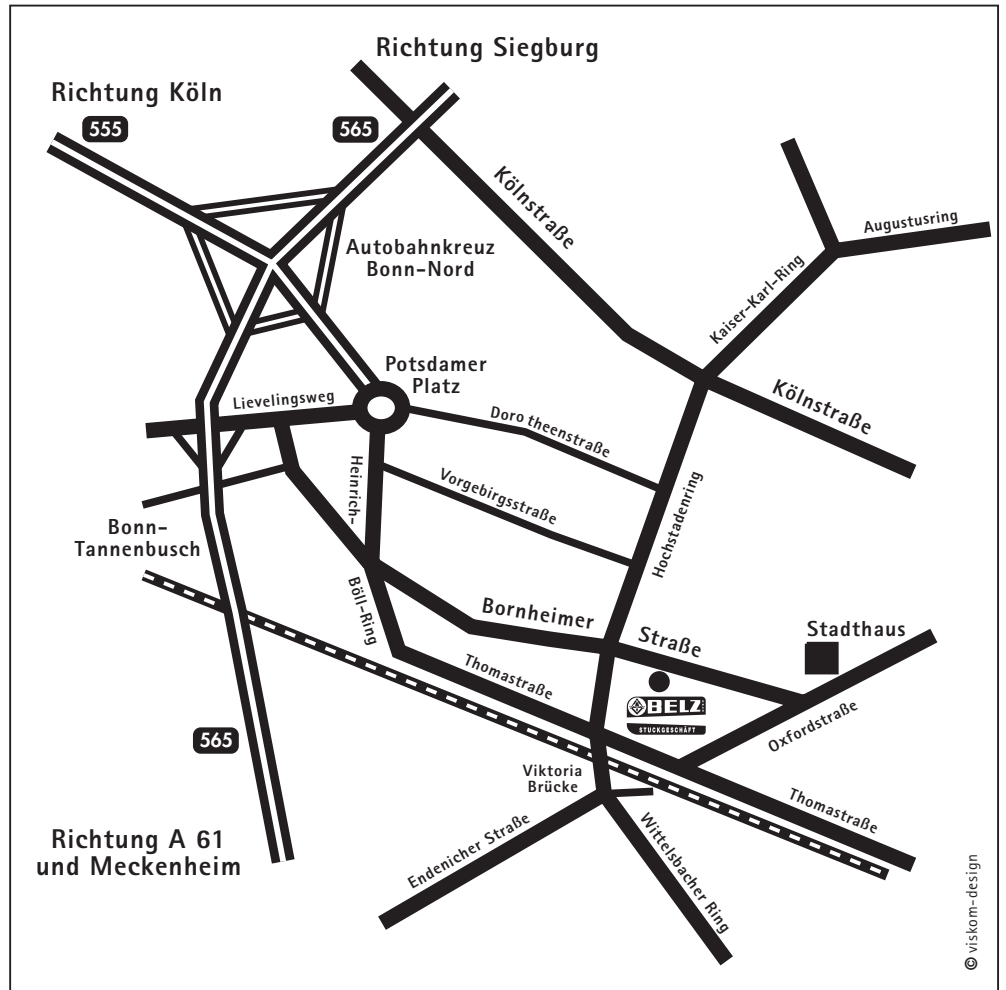 Richtung Siegburg
Richtung Köln
555
565
Kölnstraße
Augustusring
Autobahnkreuz
Bonn-Nord
Kaiser-Karl-Ring
Potsdamer
Platz
Lievelingsweg
Kölnstraße
Doro theenstraße
Heinrich-
Vorgebirgsstraße
Hochstadenring
Bonn-
Tannenbusch
Böll-Ring
Bornheimer
Straße
Stadthaus
Thomastraße
BELZ
STUCKGESCHÄFT
Oxfordstraße
565
Viktoria
Brücke
Thomastraße
Richtung A 61
und Meckenheim
Endenicher Straße
Wittelsbacher Ring
© viskom-design